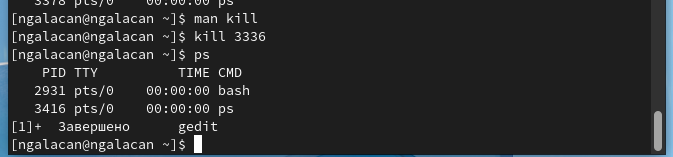 3378 pts/0    00:00:00 ps
[ngalacan@ngalacan ~]$ man kill
[ngalacan@ngalacan ~]$ kill 3336
[ngalacan@ngalacan ~]$ ps
    PID TTY          TIME CMD
   2931 pts/0    00:00:00 bash
   3416 pts/0    00:00:00 ps
[1]+  Завершено      gedit
[ngalacan@ngalacan ~]$